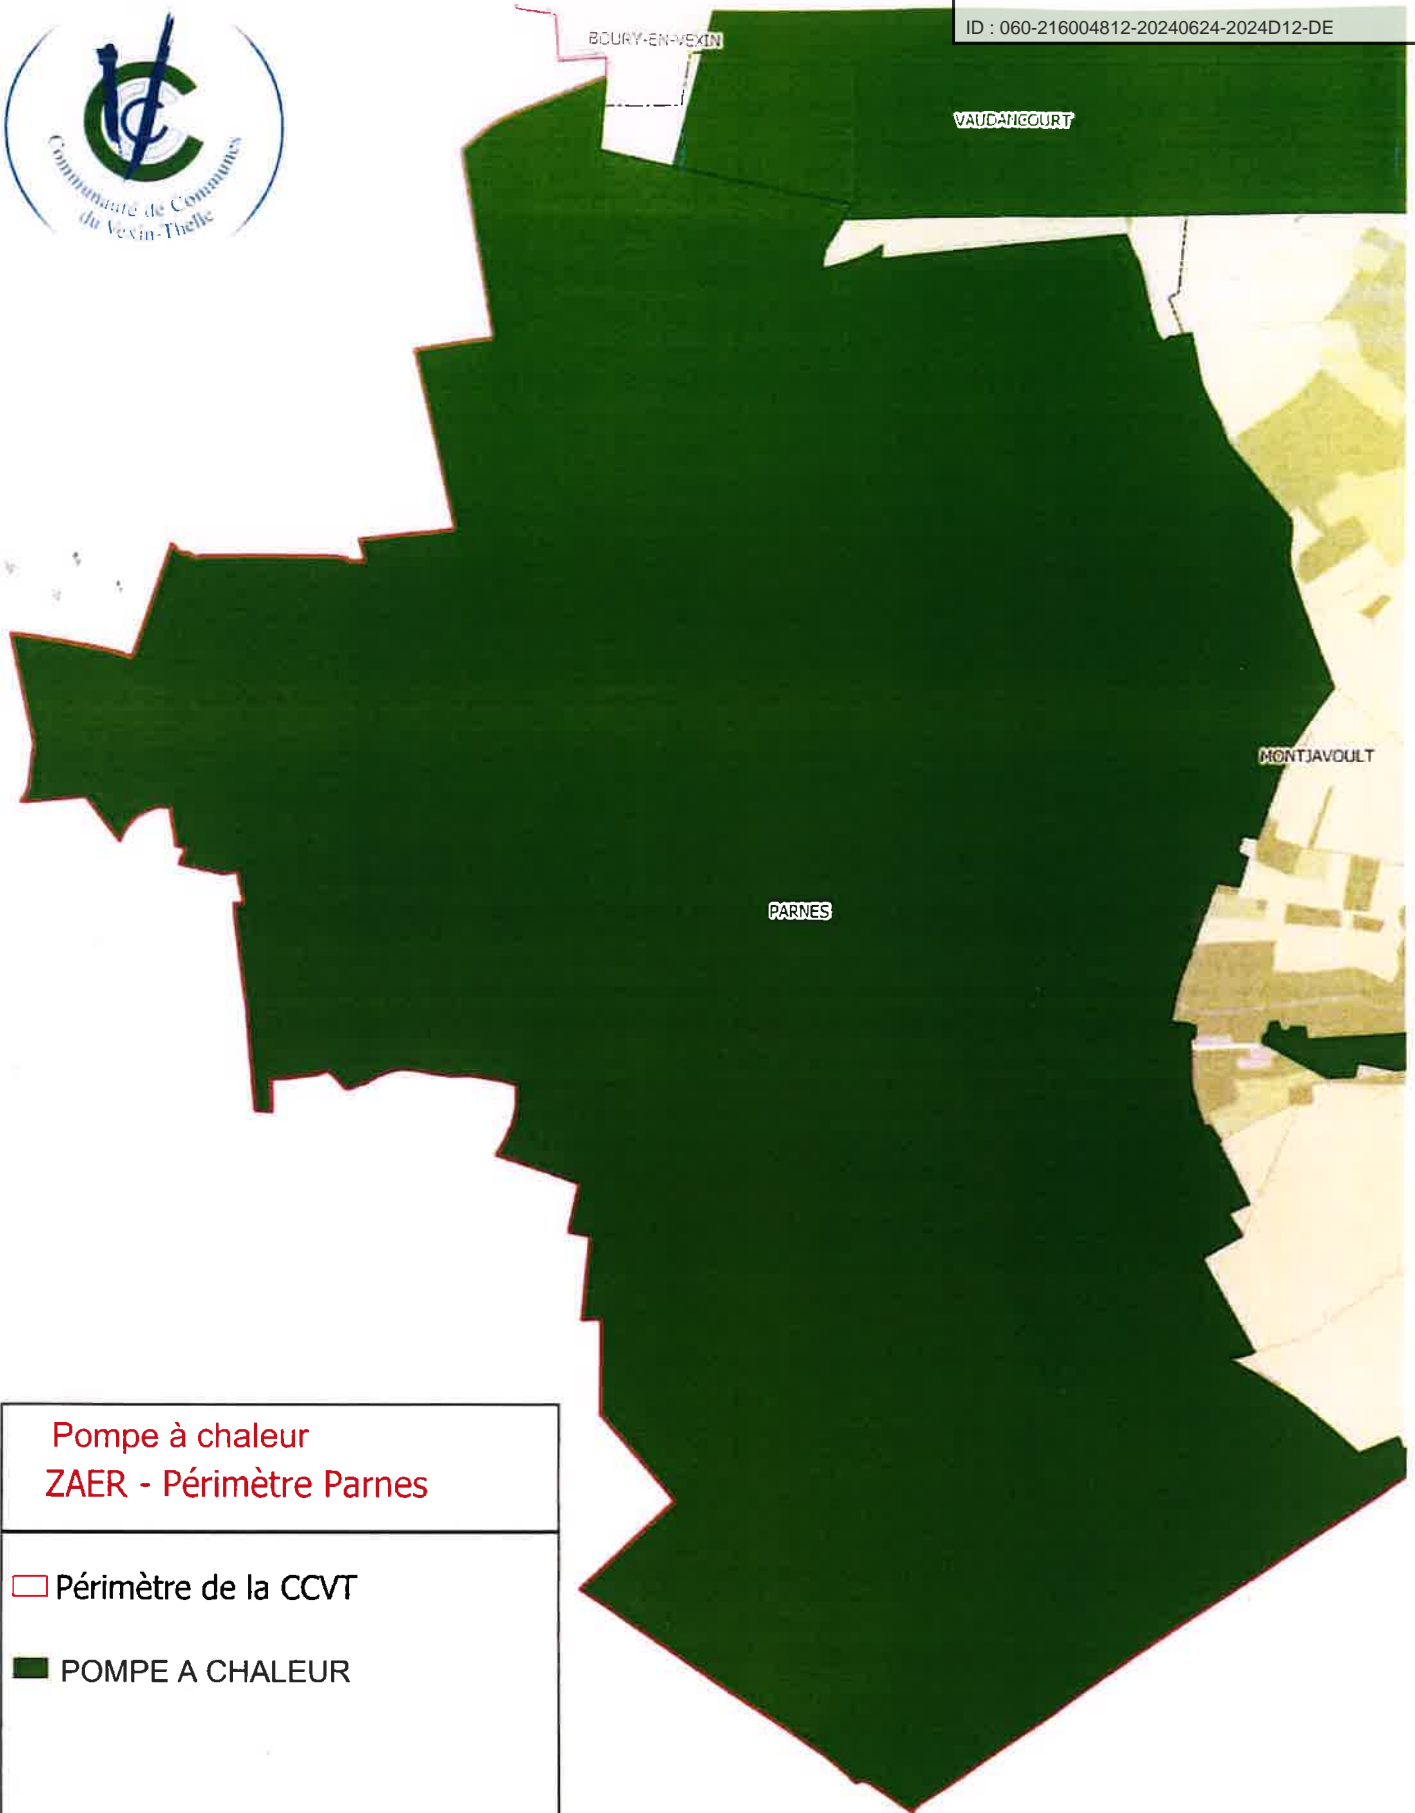 ID : 060-216004812-20240624-2024D12-DE
Communauté de Communes
du Vexin-Thelle
BOURY-EN-VEXIN
VAUDANCOURT
MONTJAVOULT
PARNES
Pompe à chaleur
ZAER - Périmètre Parnes
Périmètre de la CCVT
POMPE A CHALEUR